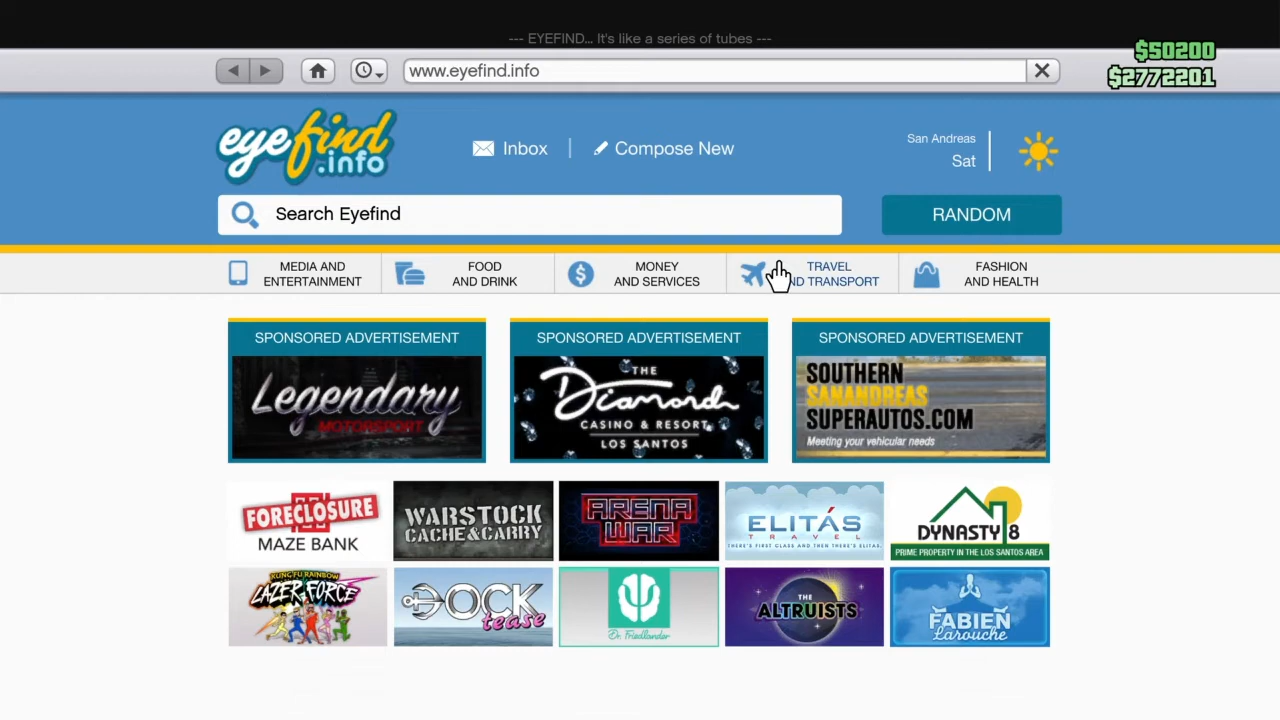 --- EYEFIND... It's like a series of tubes ---
$50200
$2772201
www.eyefind.info
eyefind
.info
Inbox
Compose New
San Andreas
Sat
Search Eyefind
RANDOM
MEDIA AND
ENTERTAINMENT
FOOD
AND DRINK
MONEY
AND SERVICES
TRAVEL
ND TRANSPORT
FASHION
AND HEALTH
SPONSORED ADVERTISEMENT
Legendary
MOTORSPORT
SPONSORED ADVERTISEMENT
THE
Diamond
CASINO & RESORT
LOS SANTOS
SPONSORED ADVERTISEMENT
SOUTHERN
SANANDREAS
SUPERAUTOS.COM
Meeting your vehicular needs
FORECLOSURE
MAZE BANK
WARSTOCK
CACHE & CARRY
ARENA
WAR
ELITÁS
TRAVEL
THERE'S FIRST CLASS AND THEN THERE'S ELITAS.
DYNASTY 8
PRIME PROPERTY IN THE LOS SANTOS AREA
KUNG FU RAINBOW
LAZER FORCE
DOCK
tease
Dr. Friedlander
THE
ALTRUISTS
FABIEN
Larouche